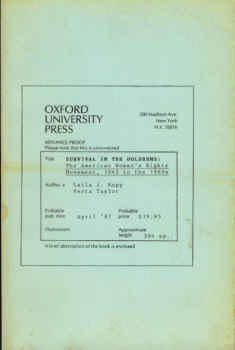 OXFORD
UNIVERSITY
PRESS
200 Madison Ave.
New York
N.Y. 10016
ADVANCE PROOF
Please note that this is uncorrected
Title SURVIVAL IN THE DOLDRUMS:
The American Women's Rights
Movement, 1945 to the 1960s
Author s Leila J. Rupp
Verta Taylor
Probable
pub. date April '87
Probable
price $19.95
Illustrations
Approximate
length 304 pp.
A brief description of the book is enclosed